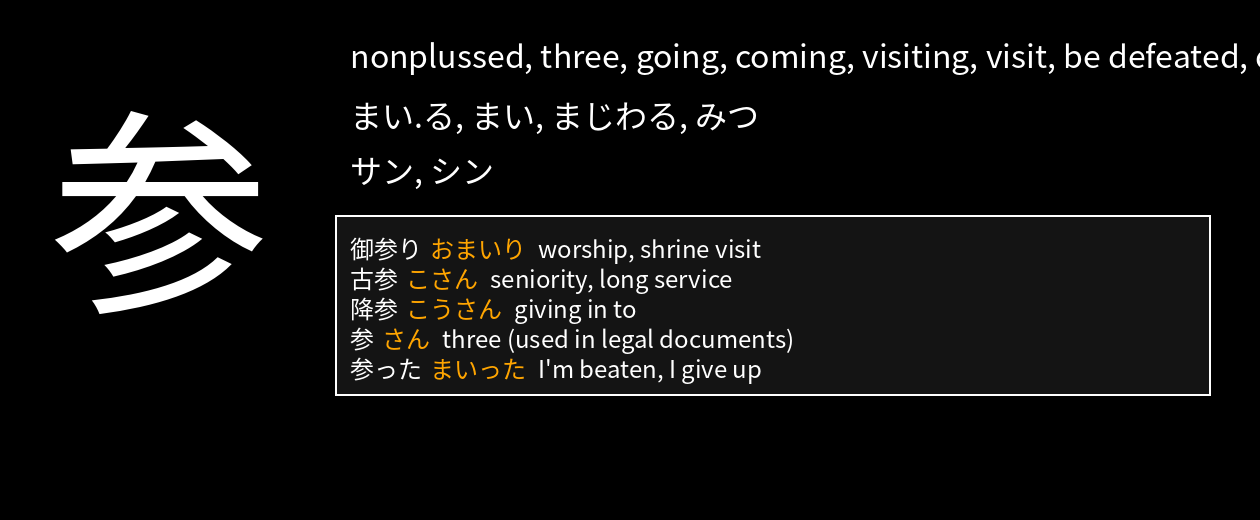 参
nonplussed, three, going, coming, visiting, visit, be defeated,
まい.る, まい, まじわる, みつ
サン, シン
御参り おまいり worship, shrine visit
古参 こさん seniority, long service
降参 こうさん giving in to
参 さん three (used in legal documents)
参った まいった I'm beaten, I give up